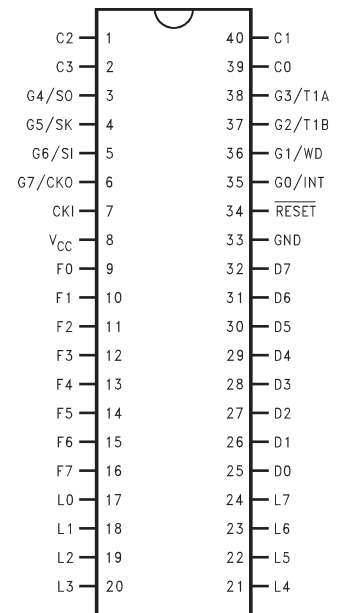 C2 1 40 C1
C3 2 39 C0
G4/SO 3 38 G3/T1A
G5/SK 4 37 G2/T1B
G6/SI 5 36 G1/WD
G7/CKO 6 35 G0/INT
CKI 7 34 RESET
VCC 8 33 GND
F0 9 32 D7
F1 10 31 D6
F2 11 30 D5
F3 12 29 D4
F4 13 28 D3
F5 14 27 D2
F6 15 26 D1
F7 16 25 D0
L0 17 24 L7
L1 18 23 L6
L2 19 22 L5
L3 20 21 L4